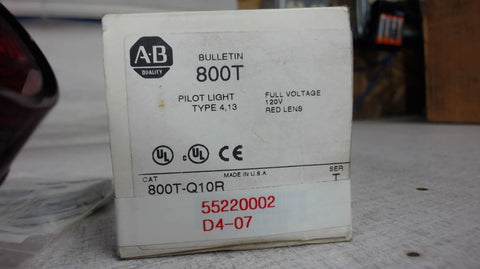 A-B
QUALITY
BULLETIN
800T
PILOT LIGHT
TYPE 4,13
FULL VOLTAGE
120V
RED LENS
UL
c UL
CAT
MADE IN U.S.A.
SER
800T-Q10R
T
55220002
D4-07